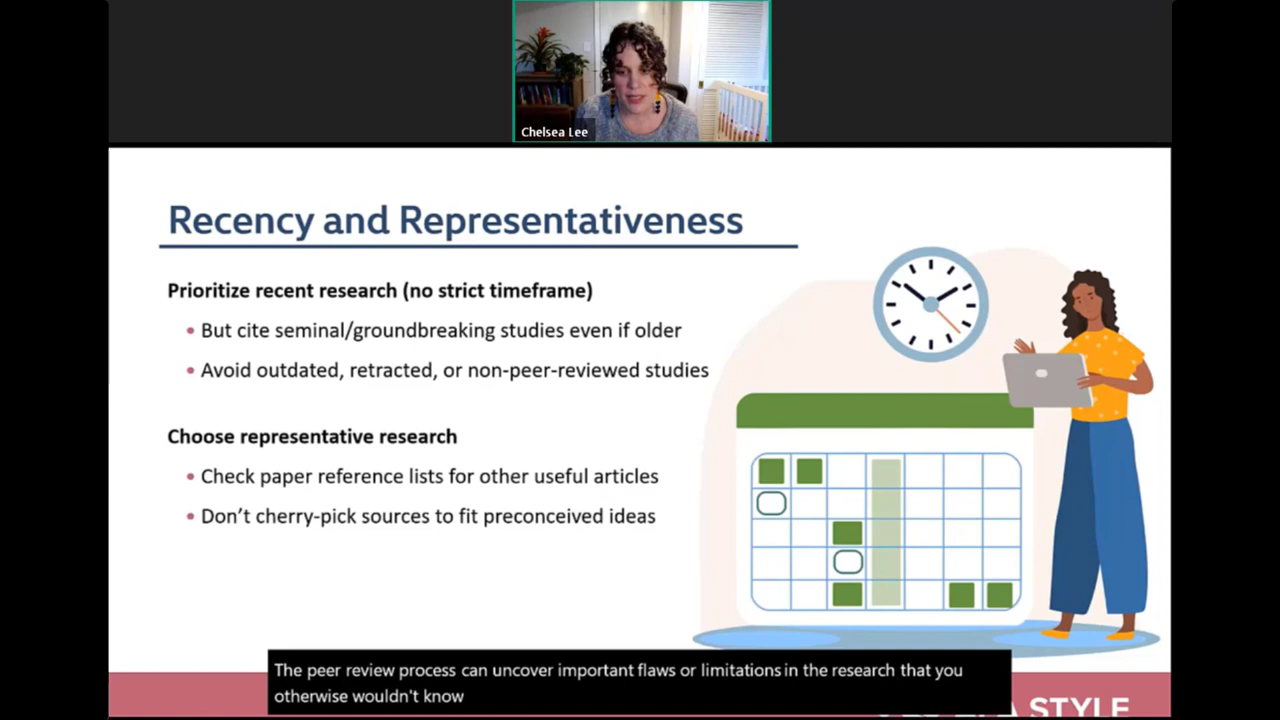 Chelsea Lee
Recency and Representativeness
Prioritize recent research (no strict timeframe)
• But cite seminal/groundbreaking studies even if older
• Avoid outdated, retracted, or non-peer-reviewed studies
Choose representative research
• Check paper reference lists for other useful articles
• Don’t cherry-pick sources to fit preconceived ideas
The peer review process can uncover important flaws or limitations in the research that you
otherwise wouldn't know
STYLE